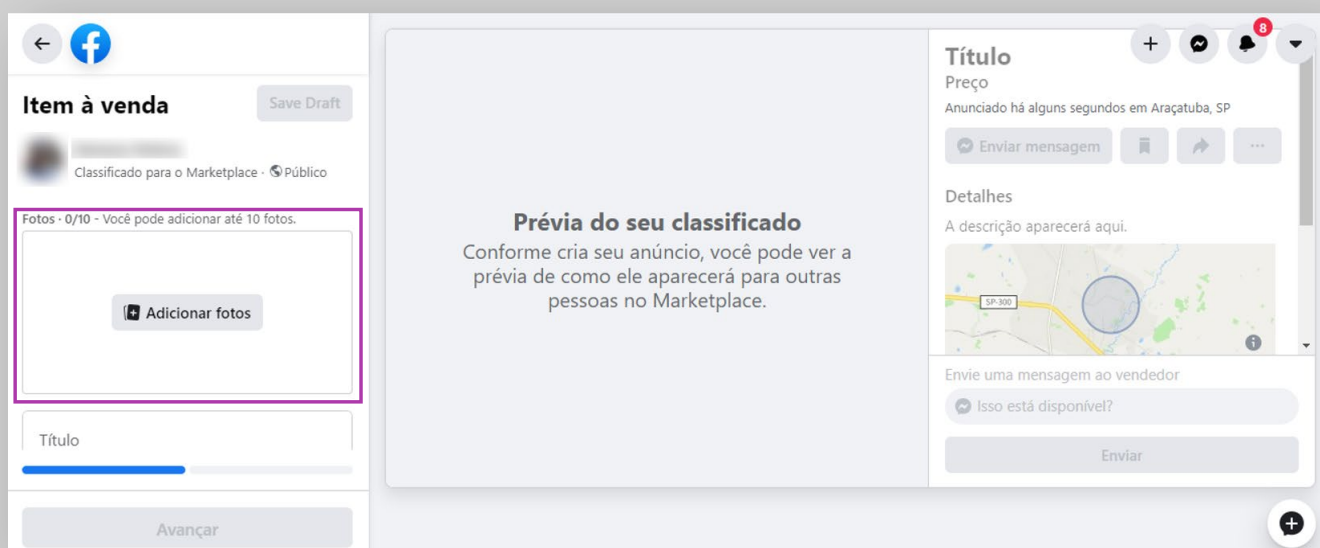 Item à venda
Save Draft
Classificado para o Marketplace · Público
Fotos · 0/10 - Você pode adicionar até 10 fotos.
Adicionar fotos
Título
Avançar
Prévia do seu classificado
Conforme cria seu anúncio, você pode ver a
prévia de como ele aparecerá para outras
pessoas no Marketplace.
8
Título
Preço
Anunciado há alguns segundos em Araçatuba, SP
Enviar mensagem
Detalhes
A descrição aparecerá aqui.
SP-300
Envie uma mensagem ao vendedor
Isso está disponível?
Enviar